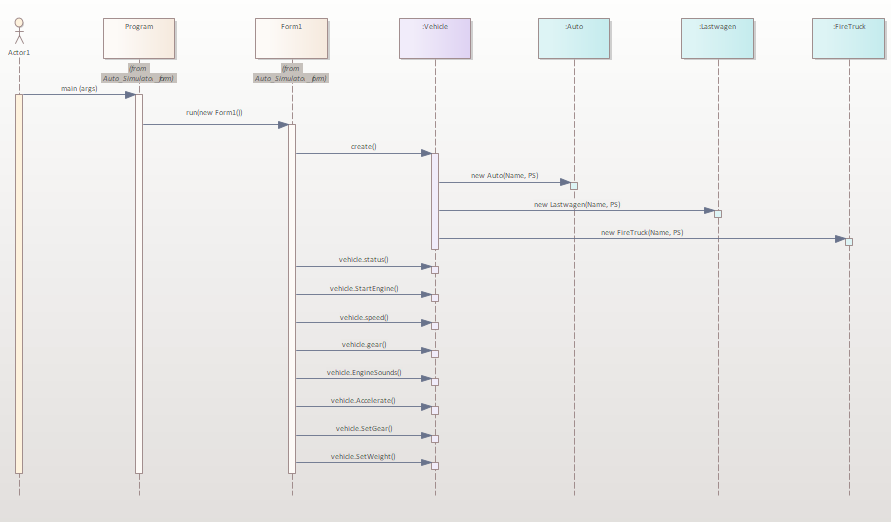 Program
Form1
:Vehicle
:Auto
:Lastwagen
:FireTruck
Actor1
(from
Auto_Simulator_form)
(from
Auto_Simulator_form)
main (args)
run(new Form1())
create()
new Auto(Name, PS)
new Lastwagen(Name, PS)
new FireTruck(Name, PS)
vehicle.status()
vehicle.StartEngine()
vehicle.speed()
vehicle.gear()
vehicle.EngineSounds()
vehicle.Accelerate()
vehicle.SetGear()
vehicle.SetWeight()